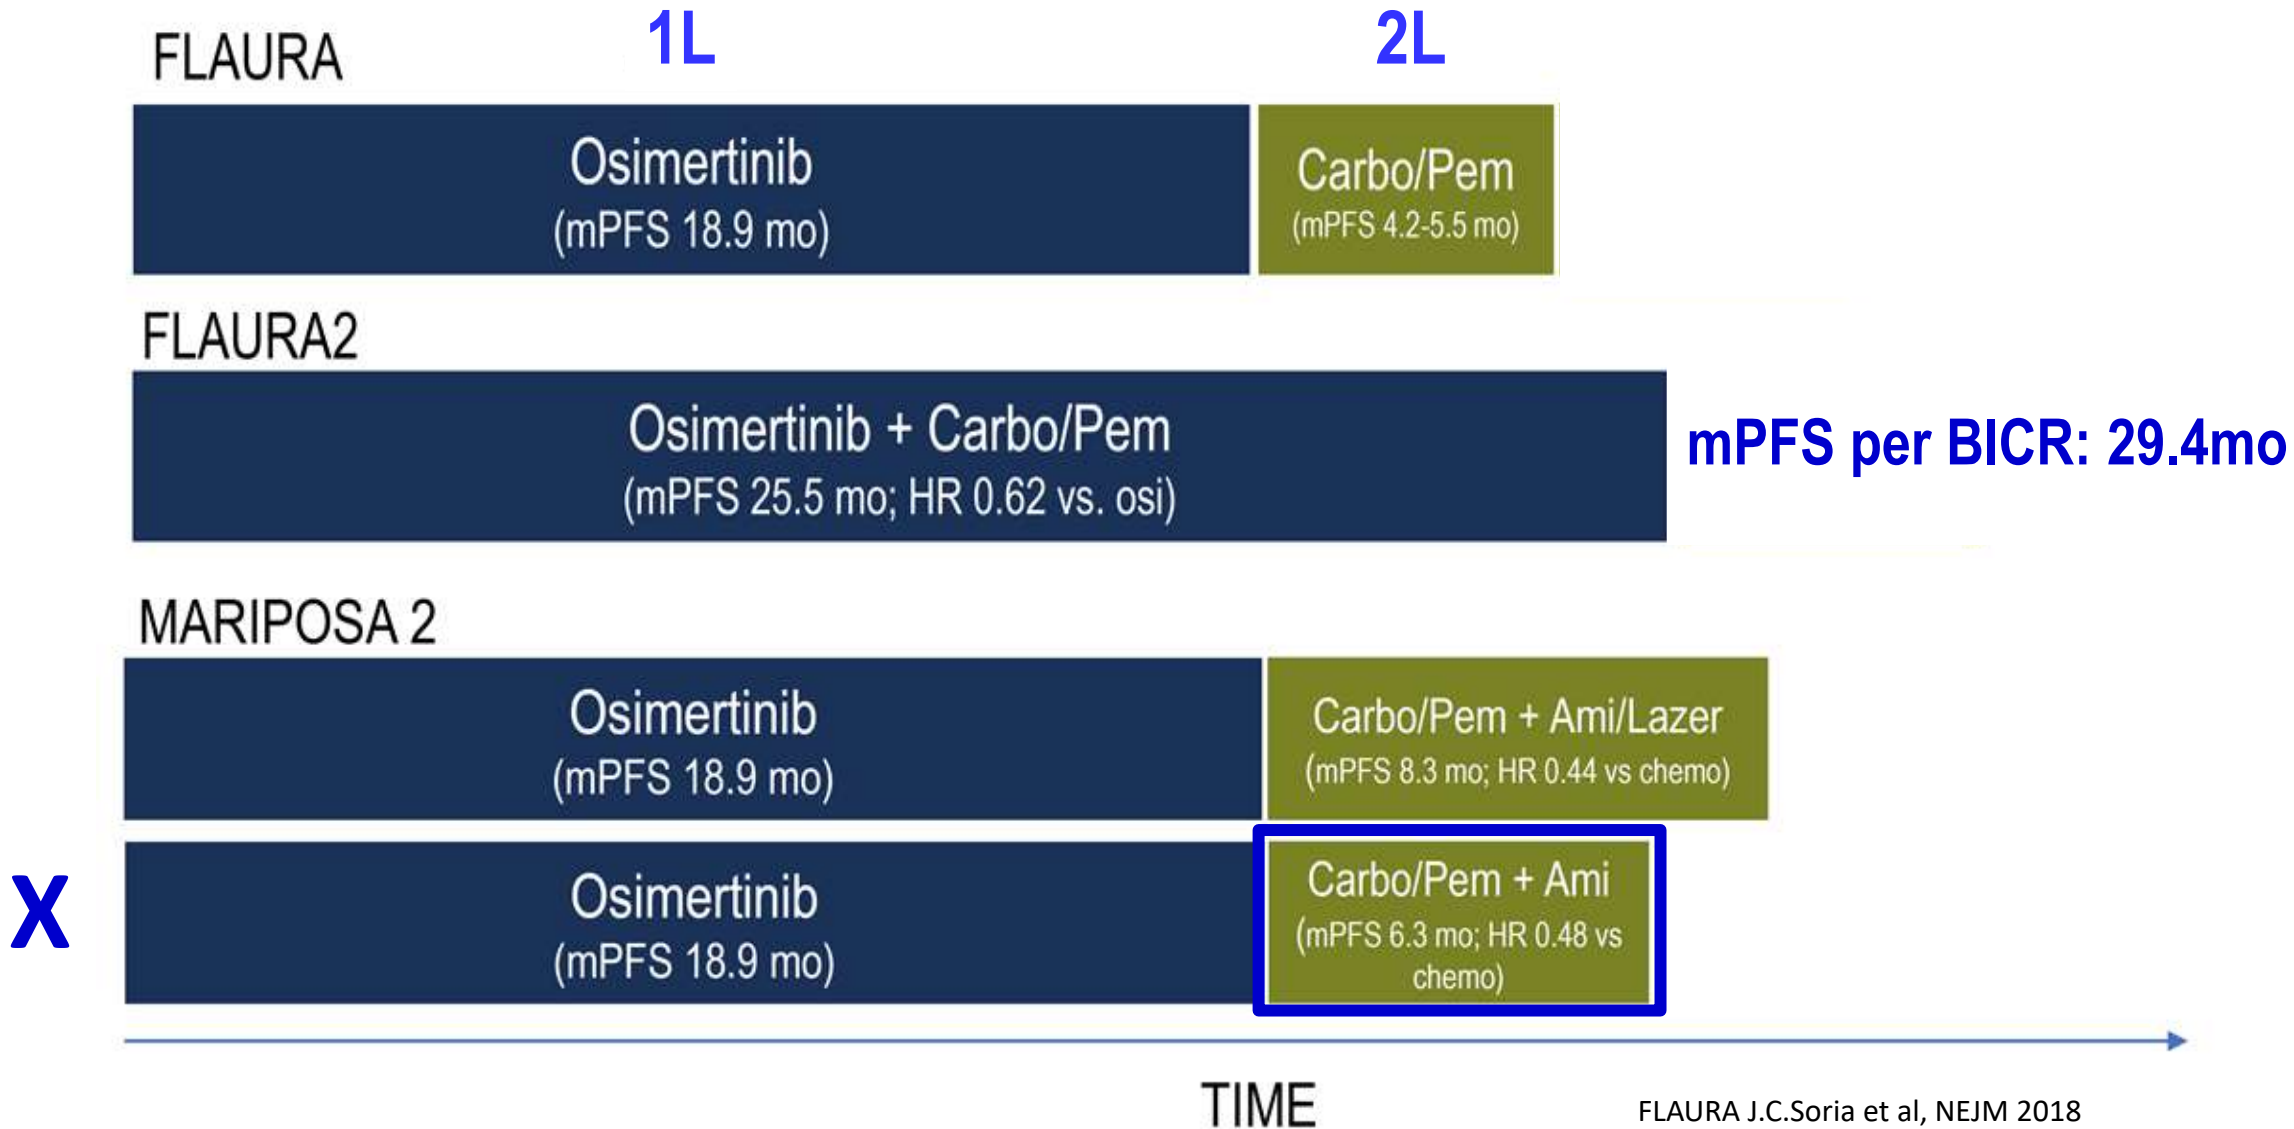 1L
2L
FLAURA
Osimertinib
(mPFS 18.9 mo)
Carbo/Pem
(mPFS 4.2-5.5 mo)
FLAURA2
Osimertinib + Carbo/Pem
(mPFS 25.5 mo; HR 0.62 vs. osi)
mPFS per BICR: 29.4mo
MARIPOSA 2
Osimertinib
(mPFS 18.9 mo)
Carbo/Pem + Ami/Lazer
(mPFS 8.3 mo; HR 0.44 vs chemo)
X
Osimertinib
(mPFS 18.9 mo)
Carbo/Pem + Ami
(mPFS 6.3 mo; HR 0.48 vs
chemo)
TIME
FLAURA J.C.Soria et al, NEJM 2018